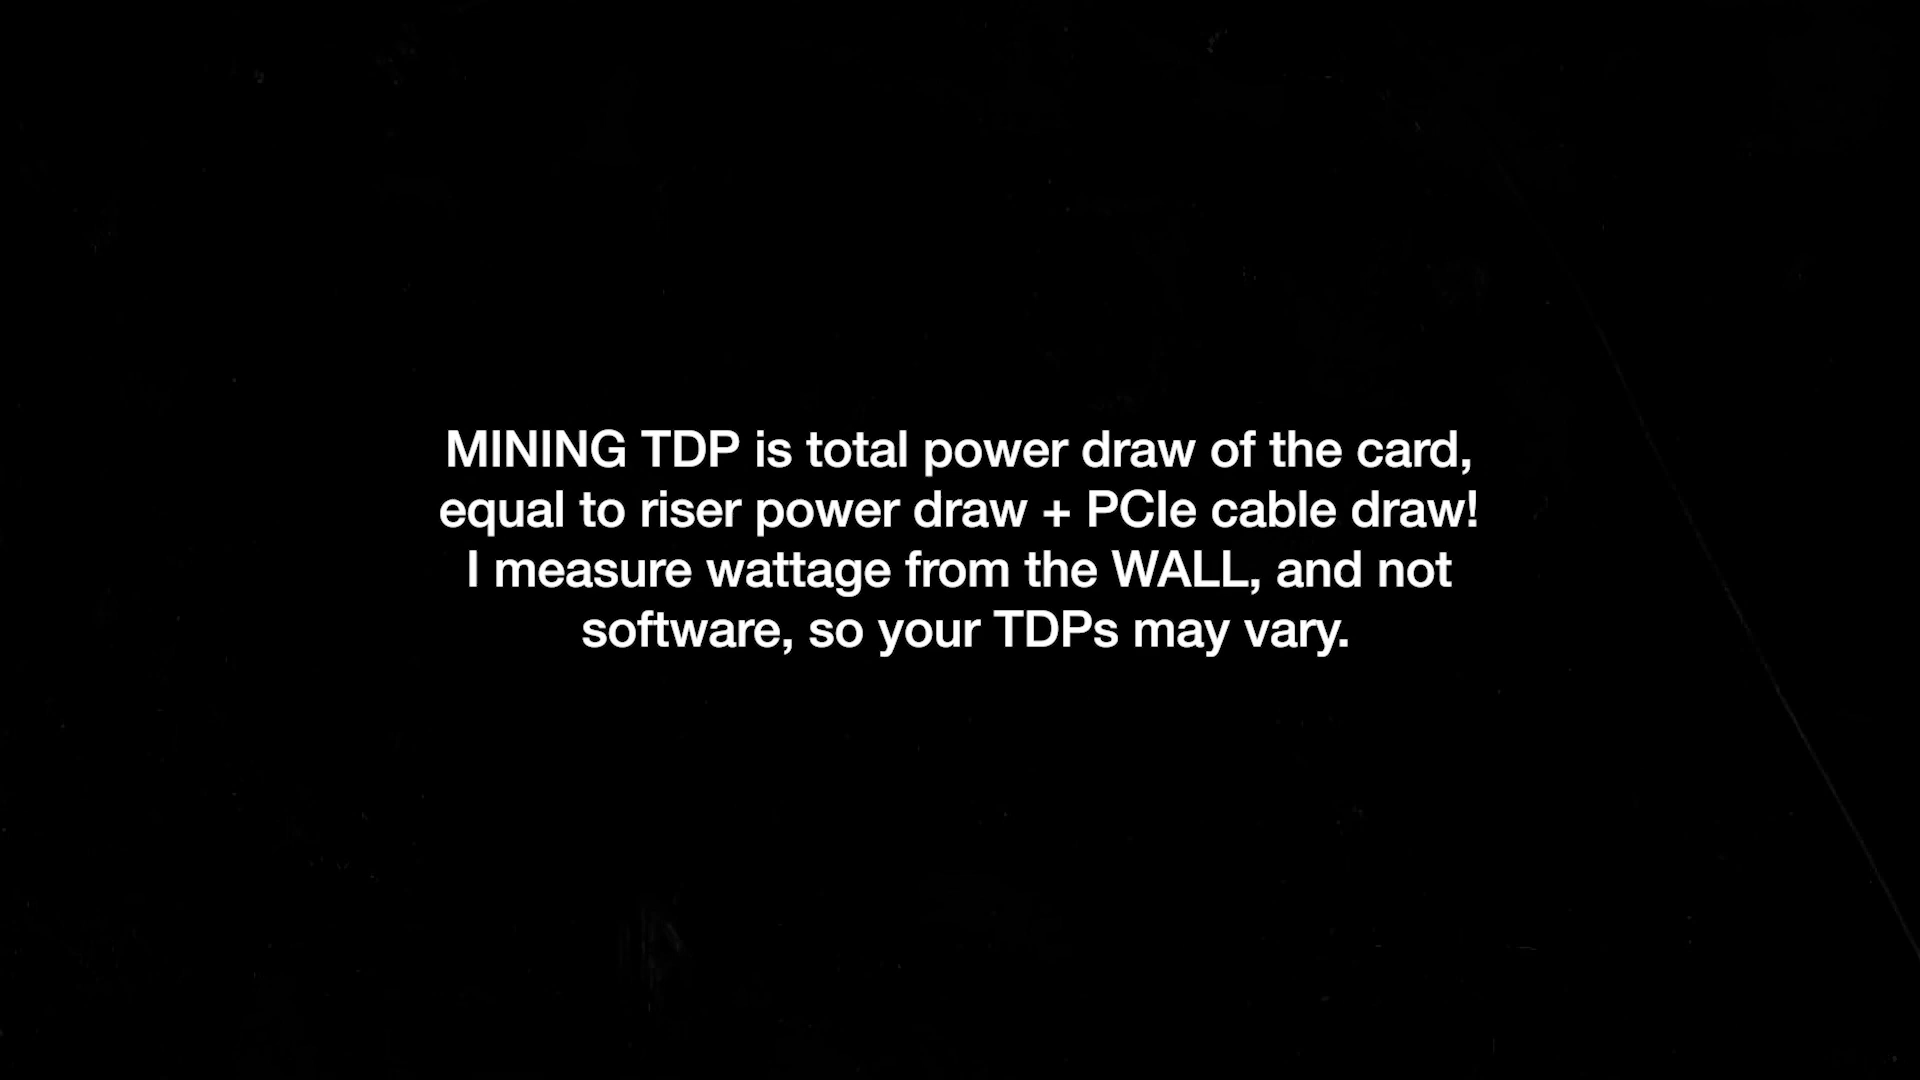 MINING TDP is total power draw of the card,
equal to riser power draw + PCIe cable draw!
I measure wattage from the WALL, and not
software, so your TDPs may vary.